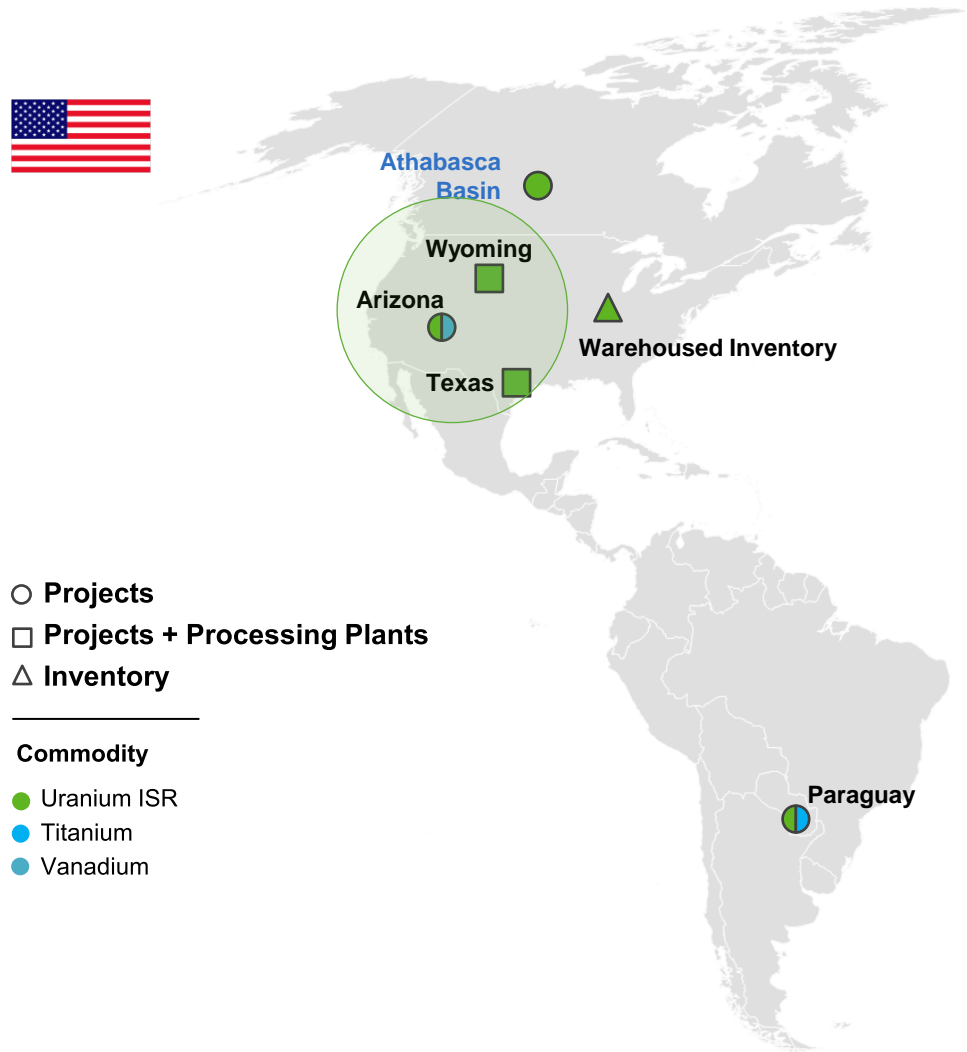 Athabasca
Basin
Wyoming
Arizona
Warehoused Inventory
Texas
Projects
Projects + Processing Plants
Inventory
Commodity
Uranium ISR
Titanium
Vanadium
Paraguay